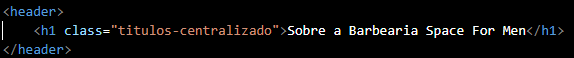 <header>
    <h1 class="titulos-centralizado">Sobre a Barbearia Space For Men</h1>
</header>